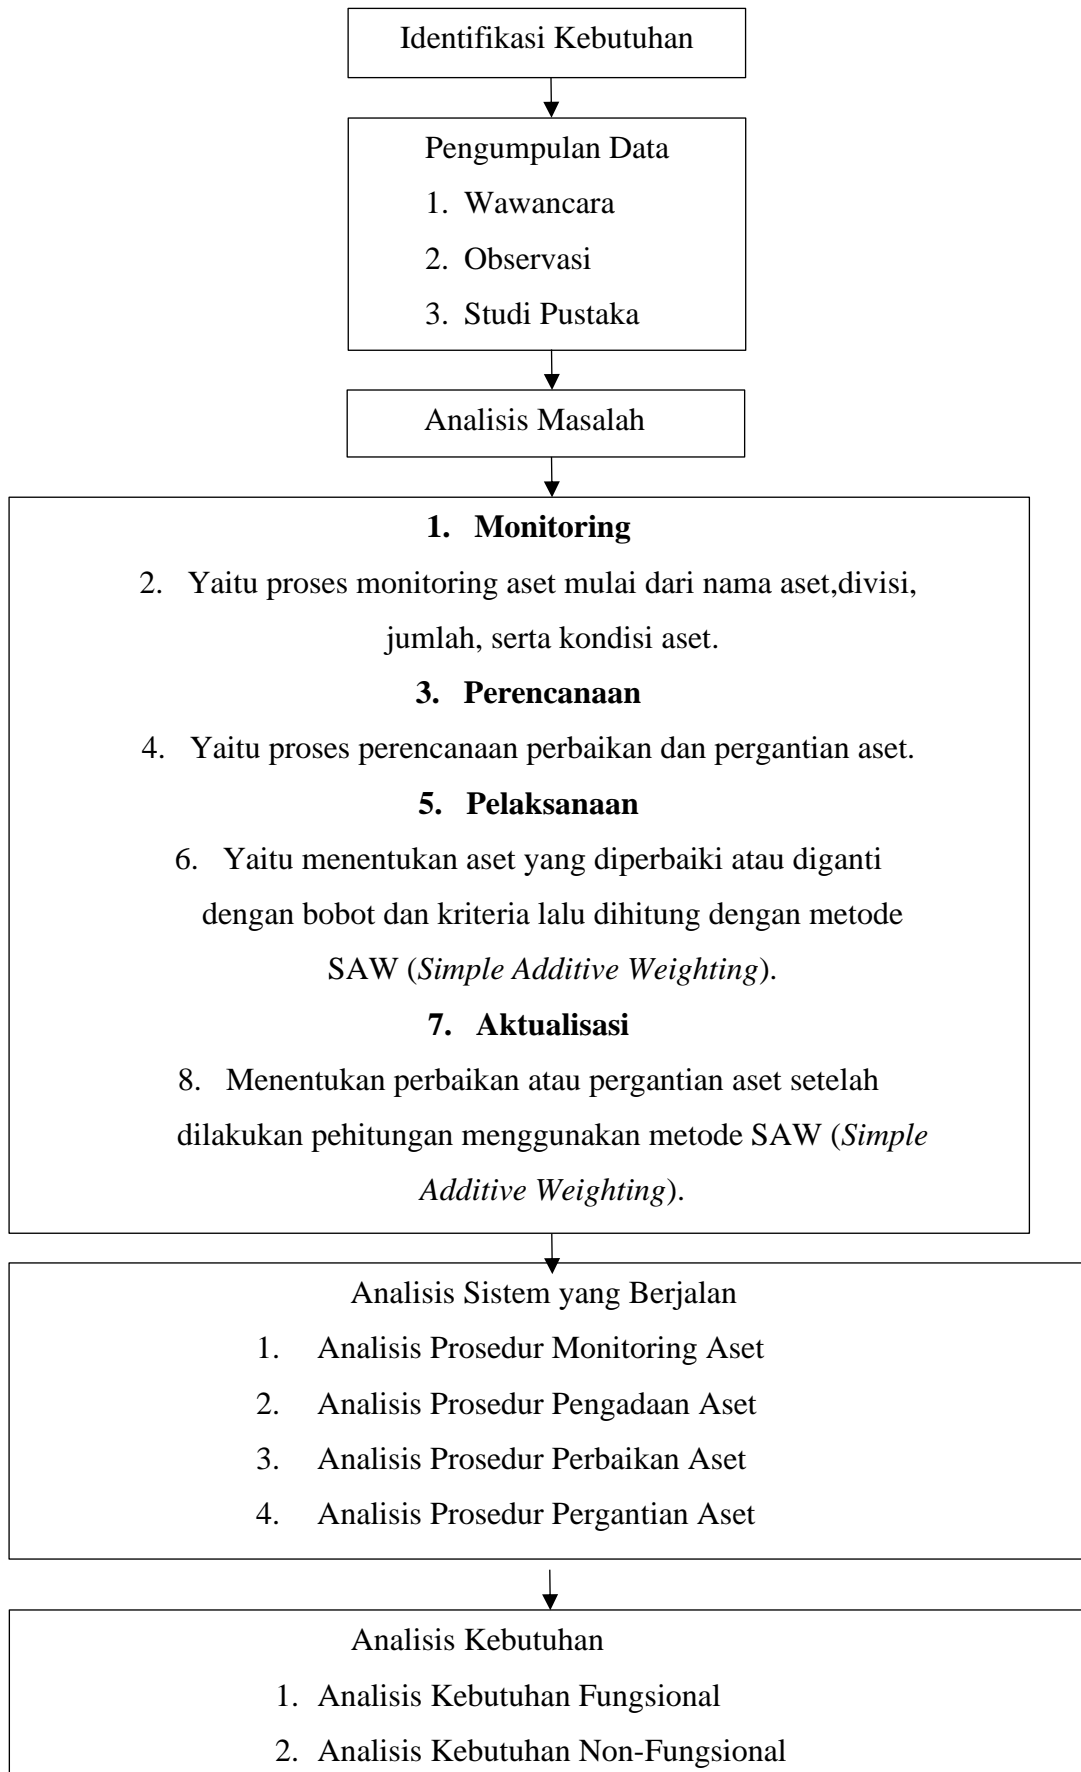 Identifikasi Kebutuhan
Pengumpulan Data
1. Wawancara
2. Observasi
3. Studi Pustaka
Analisis Masalah
1. Monitoring
2. Yaitu proses monitoring aset mulai dari nama aset,divisi,
jumlah, serta kondisi aset.
3. Perencanaan
4. Yaitu proses perencanaan perbaikan dan pergantian aset.
5. Pelaksanaan
6. Yaitu menentukan aset yang diperbaiki atau diganti
dengan bobot dan kriteria lalu dihitung dengan metode
SAW (Simple Additive Weighting).
7. Aktualisasi
8. Menentukan perbaikan atau pergantian aset setelah
dilakukan pehitungan menggunakan metode SAW (Simple
Additive Weighting).
Analisis Sistem yang Berjalan
1. Analisis Prosedur Monitoring Aset
2. Analisis Prosedur Pengadaan Aset
3. Analisis Prosedur Perbaikan Aset
4. Analisis Prosedur Pergantian Aset
Analisis Kebutuhan
1. Analisis Kebutuhan Fungsional
2. Analisis Kebutuhan Non-Fungsional